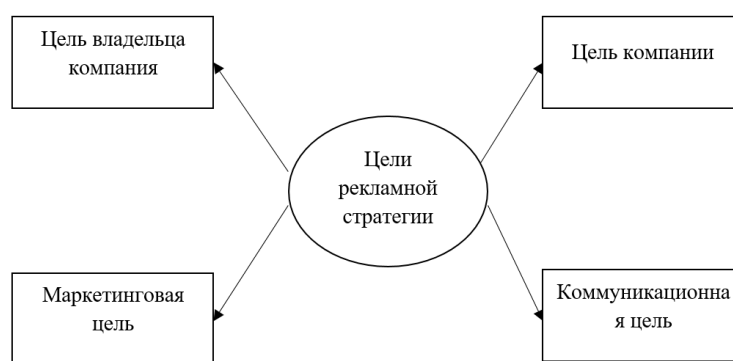 Цель владельца
компания
Цель компании
Цели
рекламной
стратегии
Маркетинговая
цель
Коммуникационна
я цель